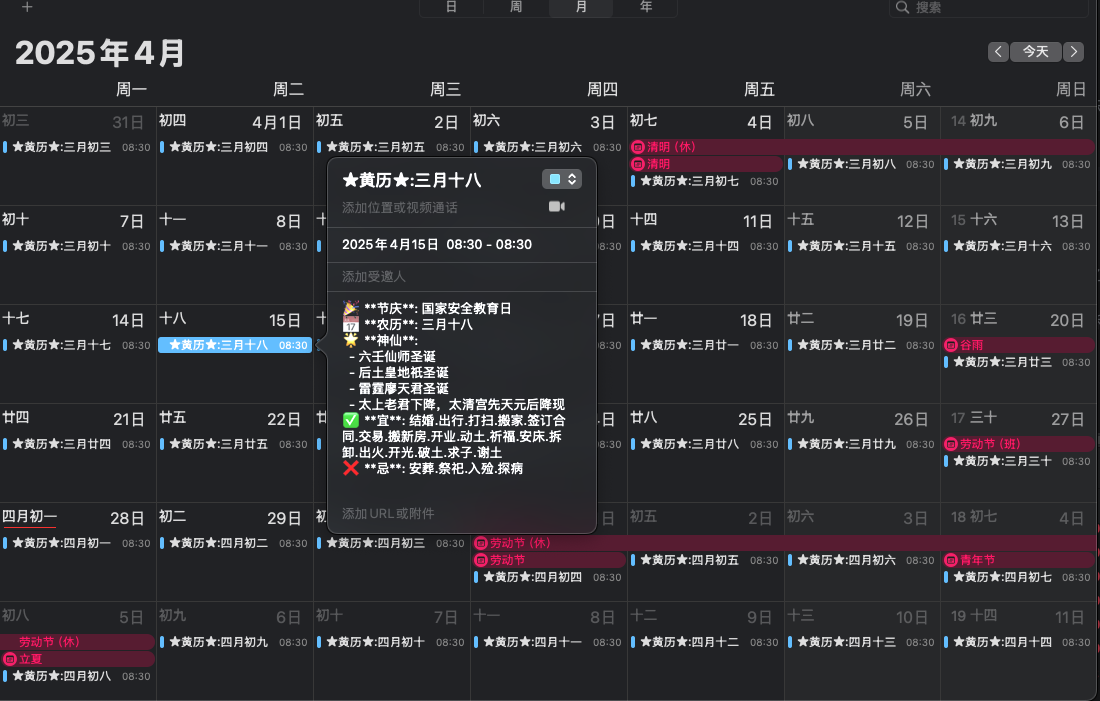 +
日 周 月 年
搜索
2025年4月
< 今天 >
周一 周二 周三 周四 周五 周六 周日
初三 31日 初四 4月1日 初五 2日 初六 3日 初七 4日 初八 5日 14 初九 6日
清明 (休)
清明
★黄历★:三月初三 08:30 ★黄历★:三月初四 08:30 ★黄历★:三月初五 08:30 ★黄历★:三月初六 08:30 ★黄历★:三月初七 08:30 ★黄历★:三月初八 08:30 ★黄历★:三月初九 08:30
初十 7日 十一 8日 十四 11日 十五 12日 15 十六 13日
★黄历★:三月初十 08:30 ★黄历★:三月十一 08:30 ★黄历★:三月十四 08:30 ★黄历★:三月十五 08:30 ★黄历★:三月十六 08:30
十七 14日 十八 15日 廿一 18日 廿二 19日 16 廿三 20日
谷雨
★黄历★:三月十七 08:30 ★黄历★:三月十八 08:30 ★黄历★:三月廿一 08:30 ★黄历★:三月廿二 08:30 ★黄历★:三月廿三 08:30
廿四 21日 廿五 22日 廿八 25日 廿九 26日 17 三十 27日
劳动节 (班)
★黄历★:三月廿四 08:30 ★黄历★:三月廿五 08:30 ★黄历★:三月廿八 08:30 ★黄历★:三月廿九 08:30 ★黄历★:三月三十 08:30
四月初一 28日 初二 29日 初五 2日 初六 3日 18 初七 4日
劳动节 (休)
劳动节 青年节
★黄历★:四月初一 08:30 ★黄历★:四月初二 08:30 ★黄历★:四月初三 08:30 ★黄历★:四月初四 08:30 ★黄历★:四月初五 08:30 ★黄历★:四月初六 08:30 ★黄历★:四月初七 08:30
初八 5日 初九 6日 初十 7日 十一 8日 十二 9日 十三 10日 19 十四 11日
劳动节 (休)
立夏
★黄历★:四月初八 08:30 ★黄历★:四月初九 08:30 ★黄历★:四月初十 08:30 ★黄历★:四月十一 08:30 ★黄历★:四月十二 08:30 ★黄历★:四月十三 08:30 ★黄历★:四月十四 08:30
★黄历★:三月十八
添加位置或视频通话
2025年4月15日 08:30 - 08:30
添加受邀人
🎉 **节庆**: 国家安全教育日
📅 **农历**: 三月十八
🌟 **神仙**:
- 六壬仙师圣诞
- 后土皇地祇圣诞
- 雷霆廖天君圣诞
- 太上老君下降，太清宫先天元后降现
✅ **宜**: 结婚.出行.打扫.搬家.签订合
同.交易.搬新房.开业.动土.祈福.安床.拆
卸.出火.开光.破土.求子.谢土
❌ **忌**: 安葬.祭祀.入殓.探病
添加 URL 或附件